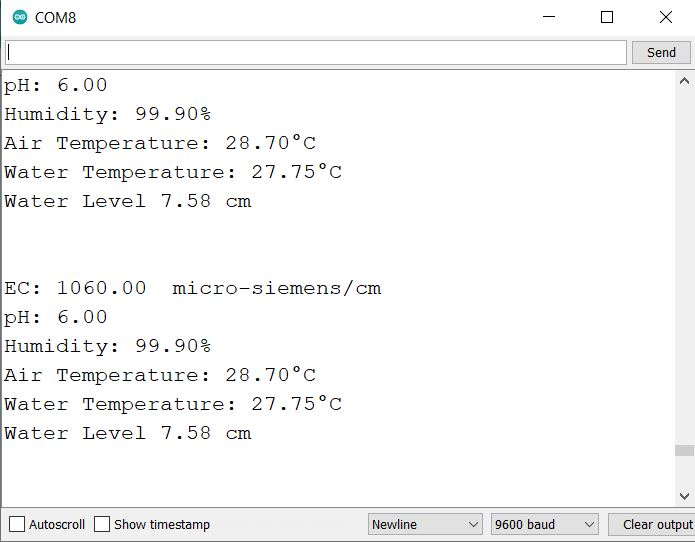 COM8
Send
pH: 6.00
Humidity: 99.90%
Air Temperature: 28.70°C
Water Temperature: 27.75°C
Water Level 7.58 cm
EC: 1060.00  micro-siemens/cm
pH: 6.00
Humidity: 99.90%
Air Temperature: 28.70°C
Water Temperature: 27.75°C
Water Level 7.58 cm
Autoscroll Show timestamp Newline 9600 baud Clear output